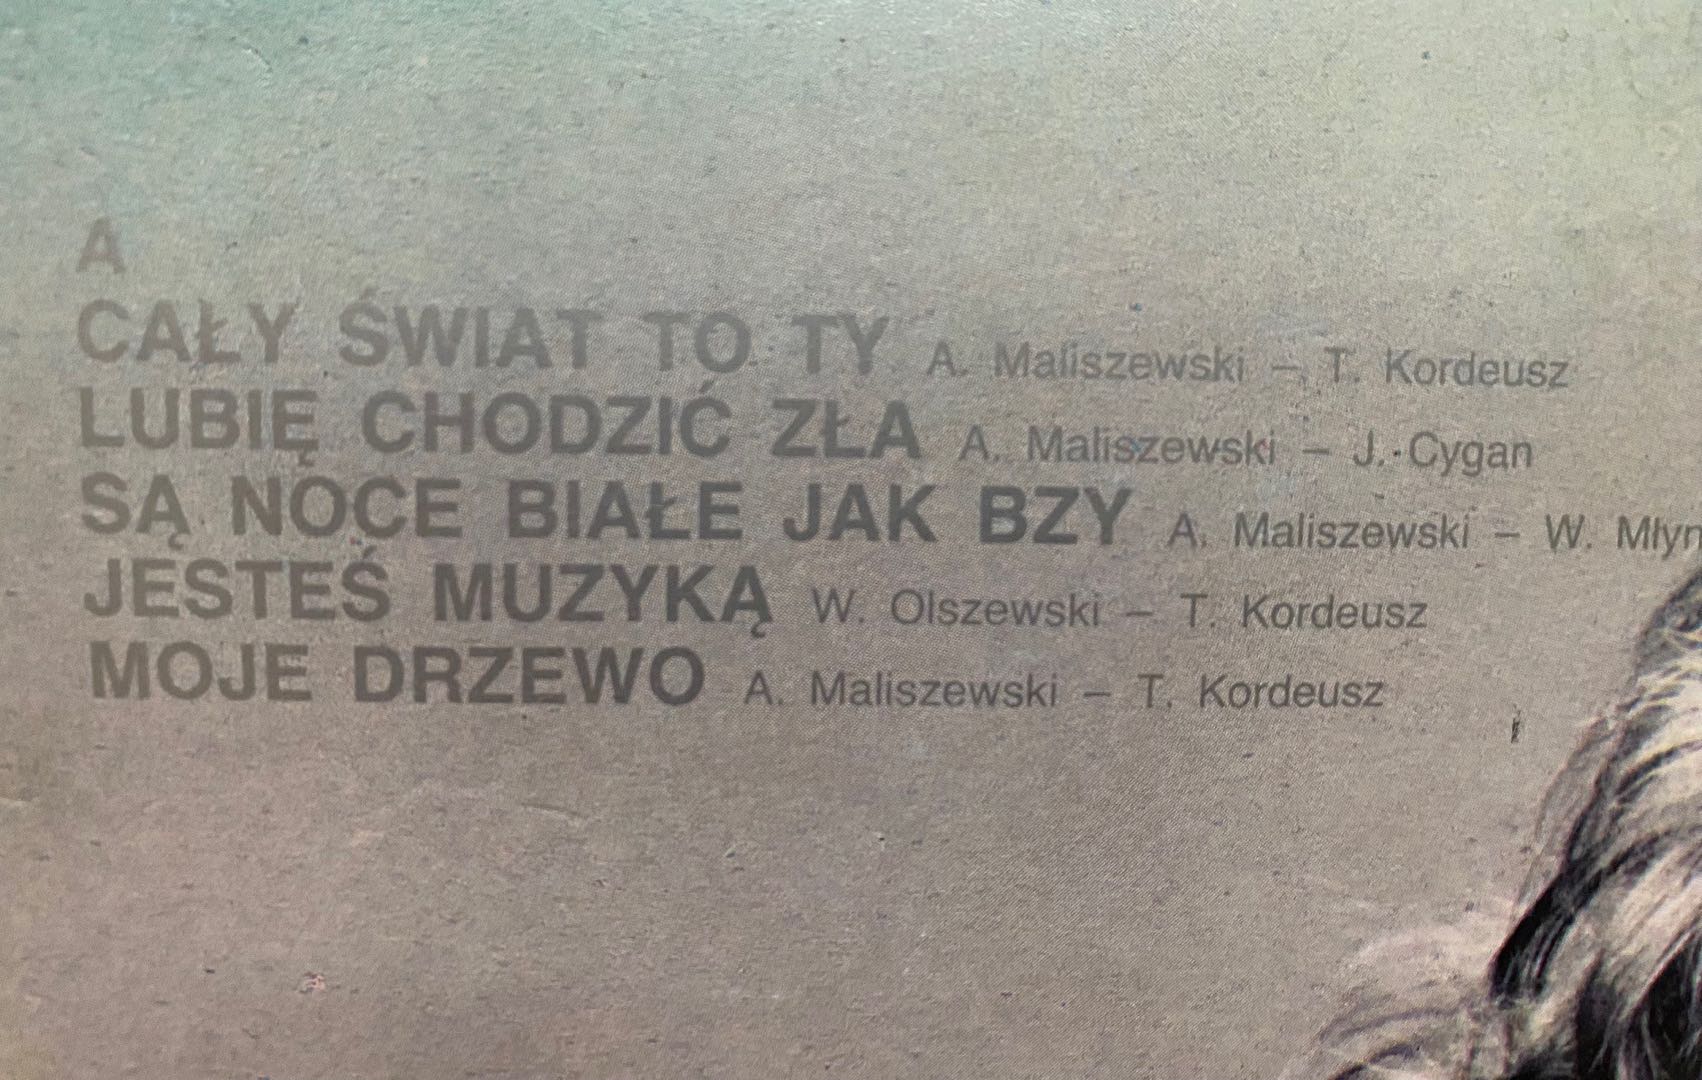 A
CAŁY ŚWIAT TO TY A. Maliszewski – T. Kordeusz
LUBIĘ CHODZIĆ ZŁA A. Maliszewski – J. Cygan
SĄ NOCE BIAŁE JAK BZY A. Maliszewski – W.
JESTEŚ MUZYKĄ W. Olszewski – T. Kordeusz
MOJE DRZEWO A. Maliszewski – T. Kordeusz